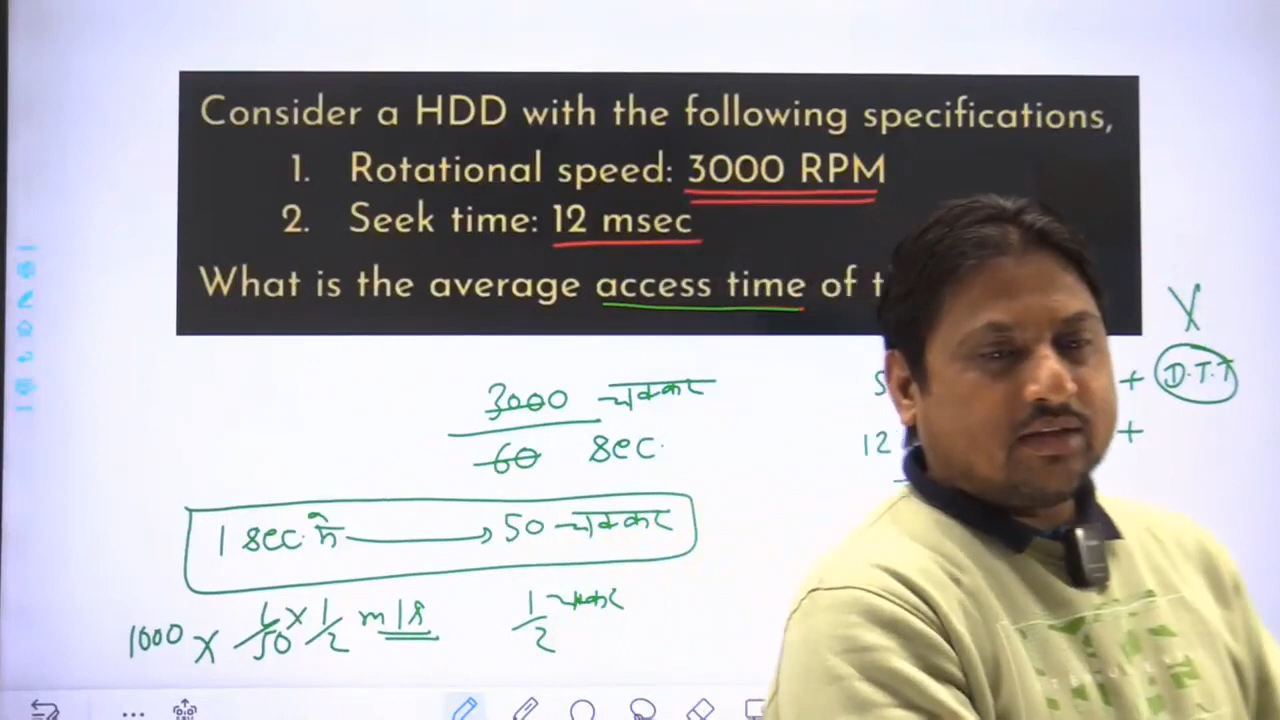 Consider a HDD with the following specifications,
1. Rotational speed: 3000 RPM
2. Seek time: 12 msec
What is the average access time of t
3000 चक्कर
60 sec.
+ D.T.T
12 +
1 sec. में → 50 चक्कर
1000 × 1/50 × 1/2 m/s
1/2 चक्कर